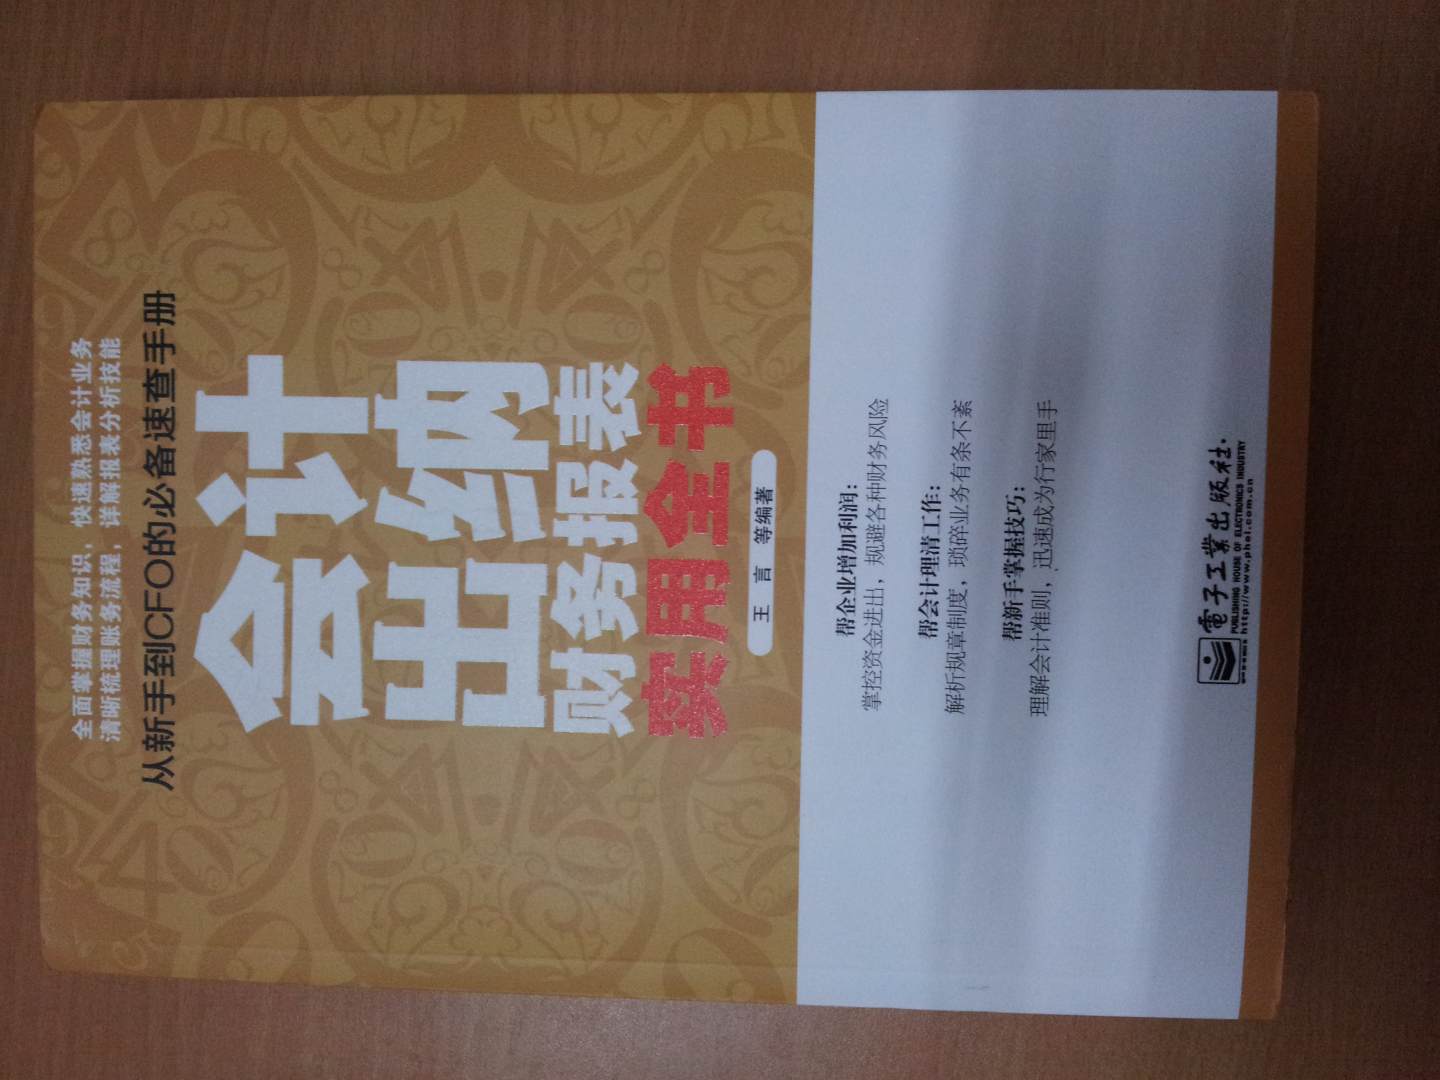 全面掌握财务知识，快速熟悉会计业务
清晰梳理账务流程，详解报表分析技能
从新手到CFO的必备速查手册
会计
出纳
财务报表
实用全书
王 言 等编著
帮企业增加利润：
掌控资金进出，规避各种财务风险
帮会计理清工作：
解析规章制度，琐碎业务有条不紊
帮新手掌握技巧：
理解会计准则，迅速成为行家里手
電子工業出版社·
PUBLISHING HOUSE OF ELECTRONICS INDUSTRY
http://www.phei.com.cn